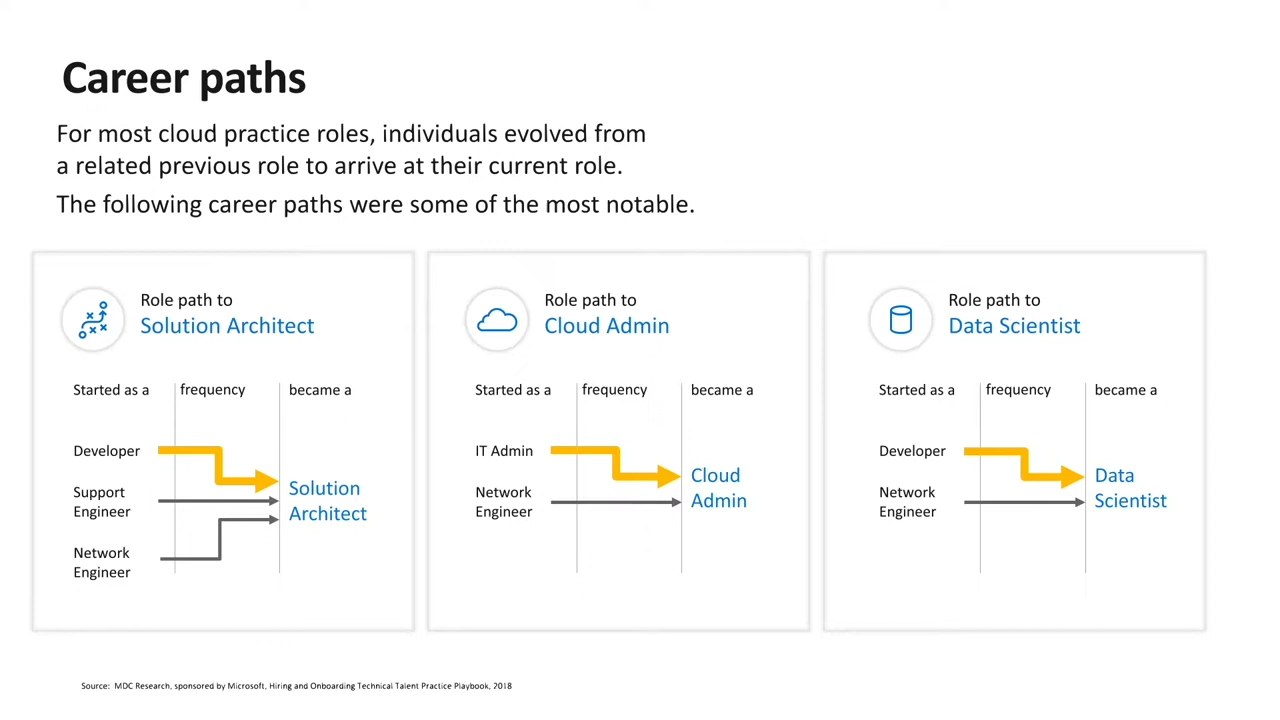 Career paths
For most cloud practice roles, individuals evolved from
a related previous role to arrive at their current role.
The following career paths were some of the most notable.
Role path to
Solution Architect
Started as a
frequency
became a
Developer
Support
Engineer
Network
Engineer
Solution
Architect
Role path to
Cloud Admin
Started as a
frequency
became a
IT Admin
Network
Engineer
Cloud
Admin
Role path to
Data Scientist
Started as a
frequency
became a
Developer
Network
Engineer
Data
Scientist
Source: MDC Research, sponsored by Microsoft, Hiring and Onboarding Technical Talent Practice Playbook, 2018